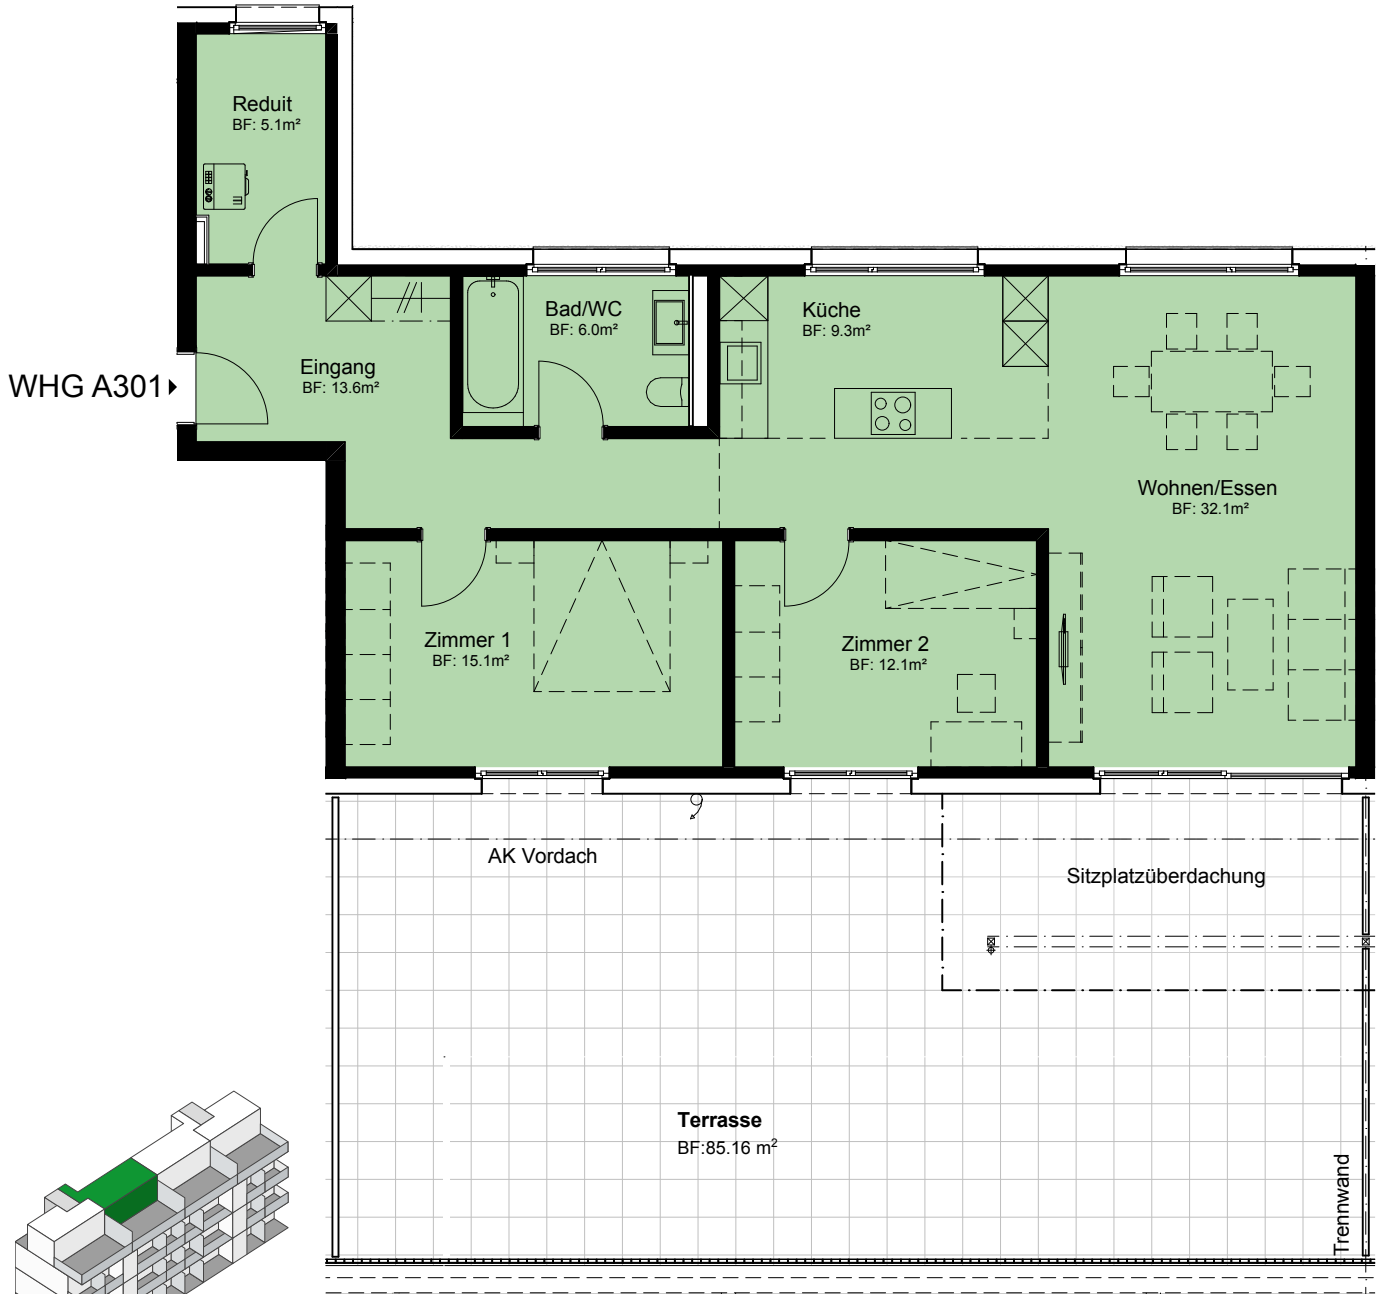 Reduit
BF: 5.1m²
Bad/WC
BF: 6.0m²
Küche
BF: 9.3m²
Eingang
BF: 13.6m²
WHG A301
Wohnen/Essen
BF: 32.1m²
Zimmer 1
BF: 15.1m²
Zimmer 2
BF: 12.1m²
AK Vordach
Sitzplatzüberdachung
Terrasse
BF:85.16 m²
Trennwand